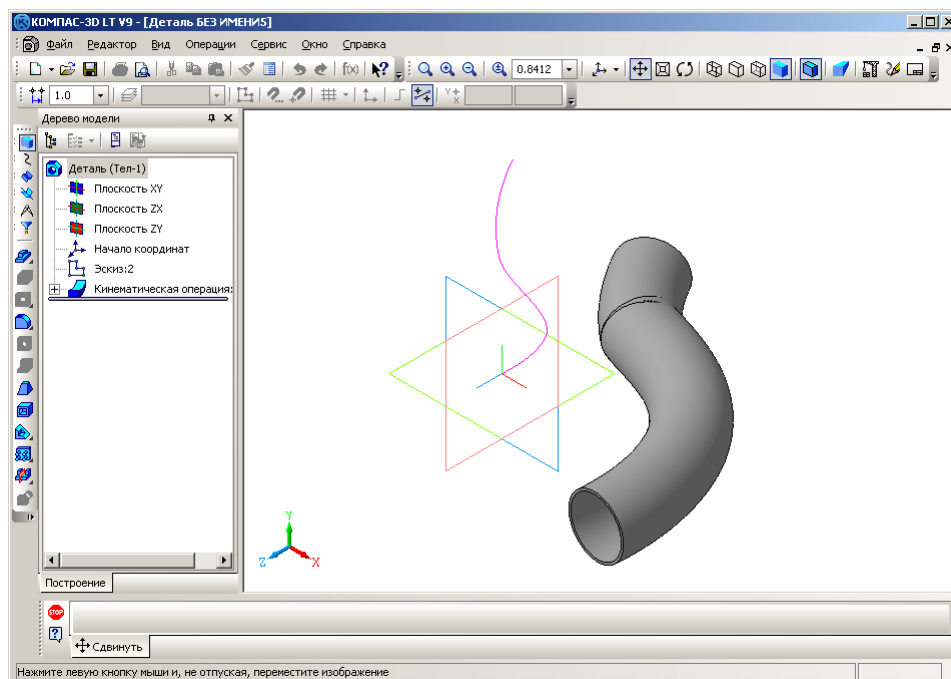 КОМПАС-3D LT V9 - [Деталь БЕЗ ИМЕНИ5]
Файл Редактор Вид Операции Сервис Окно Справка
f(x) 0.8412
1.0
Дерево модели
Деталь (Тел-1)
Плоскость XY
Плоскость ZX
Плоскость ZY
Начало координат
Эскиз:2
Кинематическая операция:
Y
Z X
Построение
STOP
Сдвинуть
Нажмите левую кнопку мыши и, не отпуская, переместите изображение